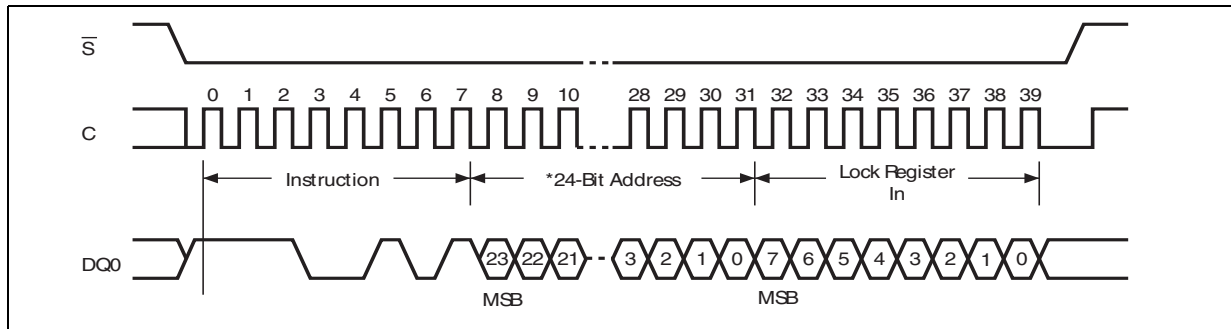 S
0 1 2 3 4 5 6 7 8 9 10 28 29 30 31 32 33 34 35 36 37 38 39
C
Instruction *24-Bit Address Lock Register
In
DQ0 23 22 21 3 2 1 0 7 6 5 4 3 2 1 0
MSB MSB